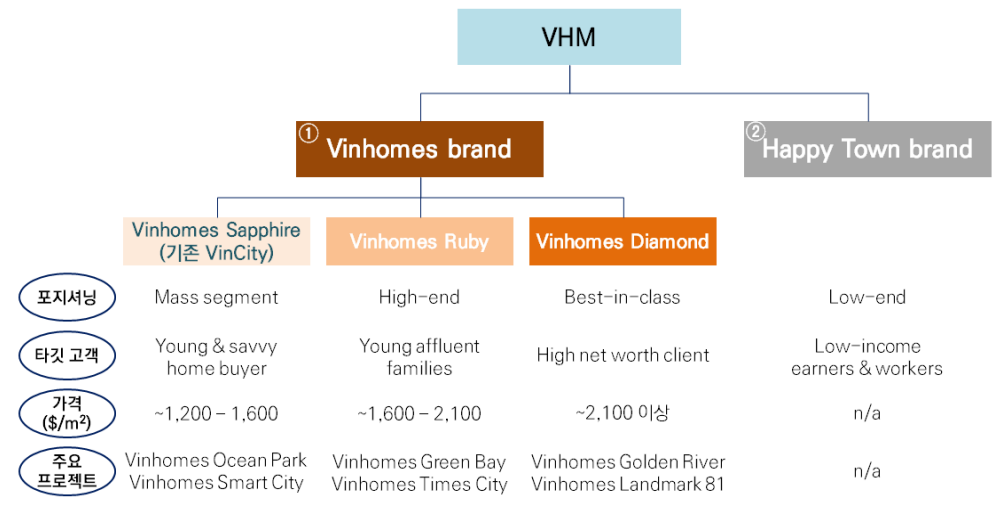 VHM
① Vinhomes brand
② Happy Town brand
Vinhomes Sapphire
(기존 VinCity)
Vinhomes Ruby
Vinhomes Diamond
포지셔닝
Mass segment
High-end
Best-in-class
Low-end
타깃 고객
Young & savvy
home buyer
Young affluent
families
High net worth client
Low-income
earners & workers
가격
($/m²)
~1,200 – 1,600
~1,600 – 2,100
~2,100 이상
n/a
주요
프로젝트
Vinhomes Ocean Park
Vinhomes Smart City
Vinhomes Green Bay
Vinhomes Times City
Vinhomes Golden River
Vinhomes Landmark 81
n/a